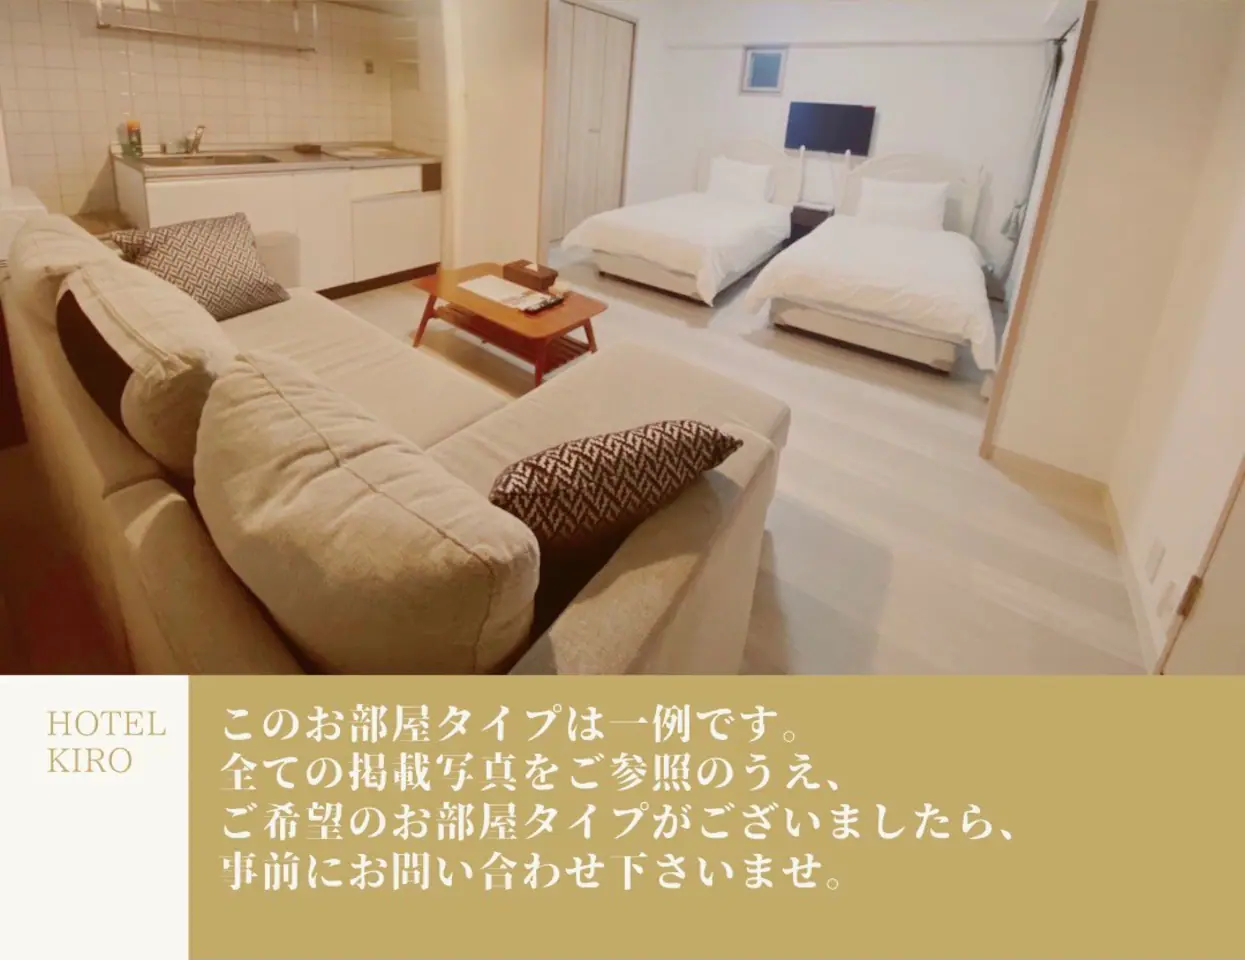 HOTEL
KIRO
このお部屋タイプは一例です。
全ての掲載写真をご参照のうえ、
ご希望のお部屋タイプがございましたら、
事前にお問い合わせ下さいませ。